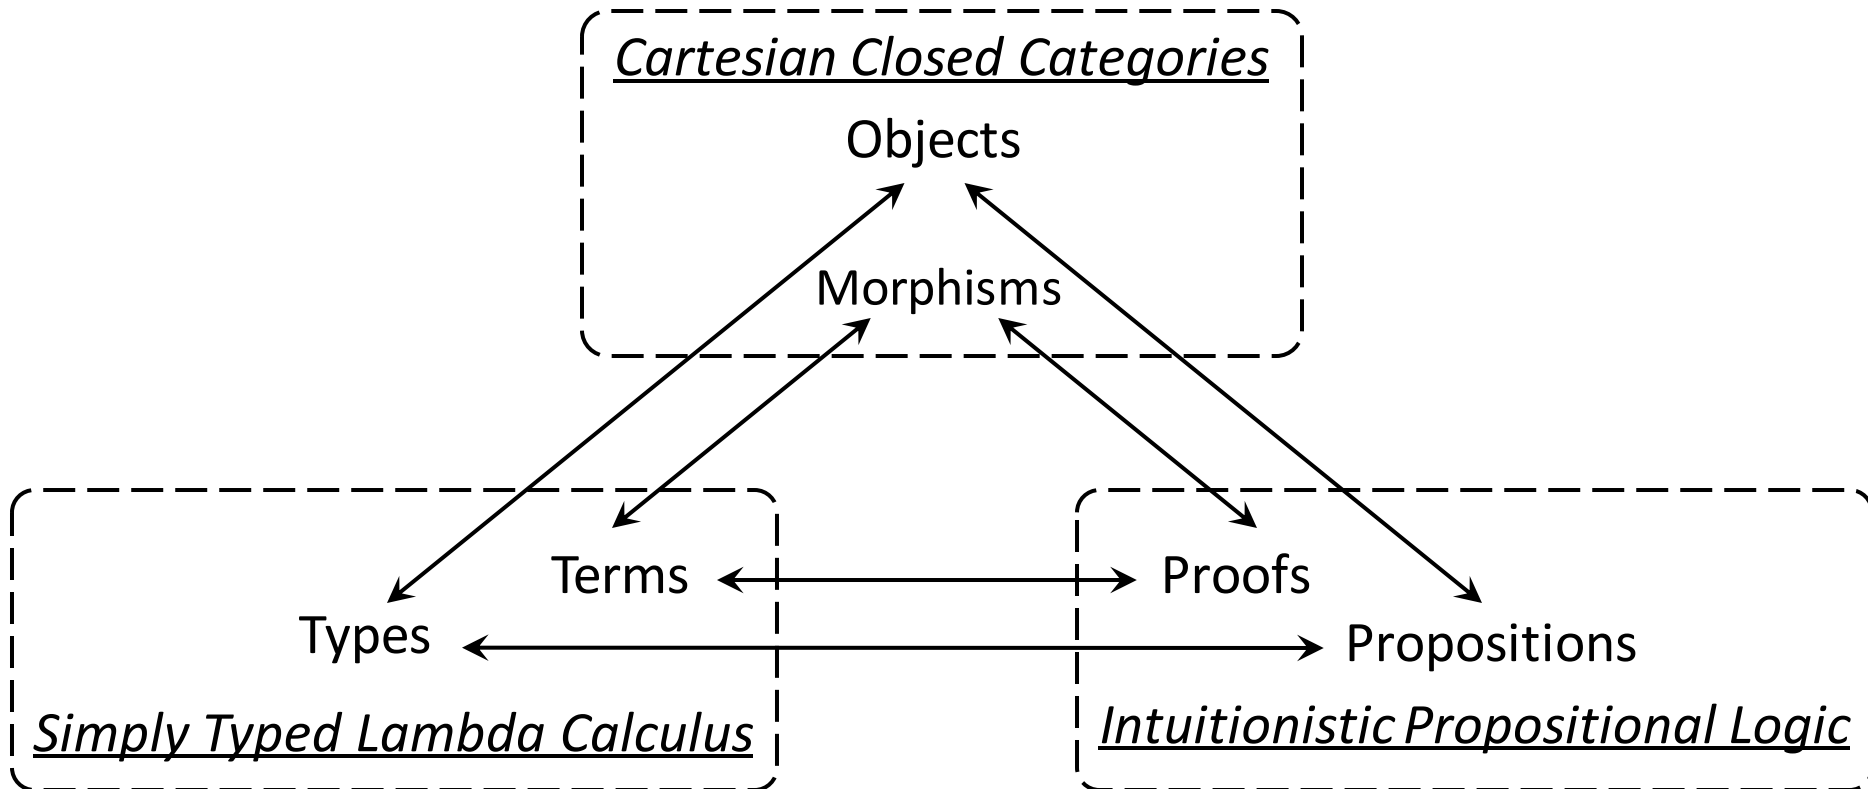 Cartesian Closed Categories
Objects
Morphisms
Terms
Proofs
Types
Propositions
Simply Typed Lambda Calculus
Intuitionistic Propositional Logic